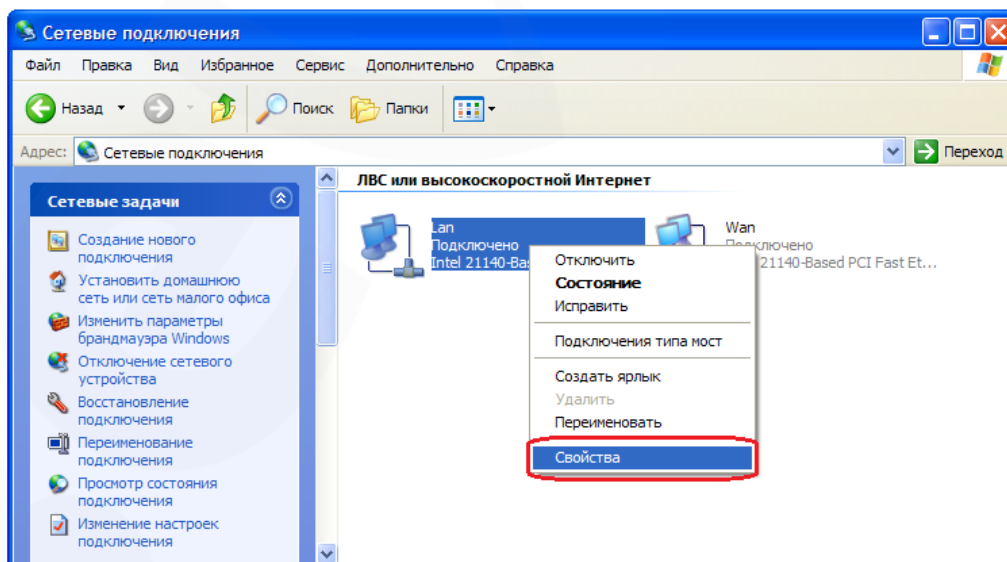 Сетевые подключения
Файл Правка Вид Избранное Сервис Дополнительно Справка
Назад Поиск Папки
Адрес: Сетевые подключения Переход
Сетевые задачи
Создание нового
подключения
Установить домашнюю
сеть или сеть малого офиса
Изменить параметры
брандмауэра Windows
Отключение сетевого
устройства
Восстановление
подключения
Переименование
подключения
Просмотр состояния
подключения
Изменение настроек
подключения
ЛВС или высокоскоростной Интернет
Lan
Подключено
Intel 21140-Ba
Wan
Подключено
21140-Based PCI Fast Et...
Отключить
Состояние
Исправить
Подключения типа мост
Создать ярлык
Удалить
Переименовать
Свойства